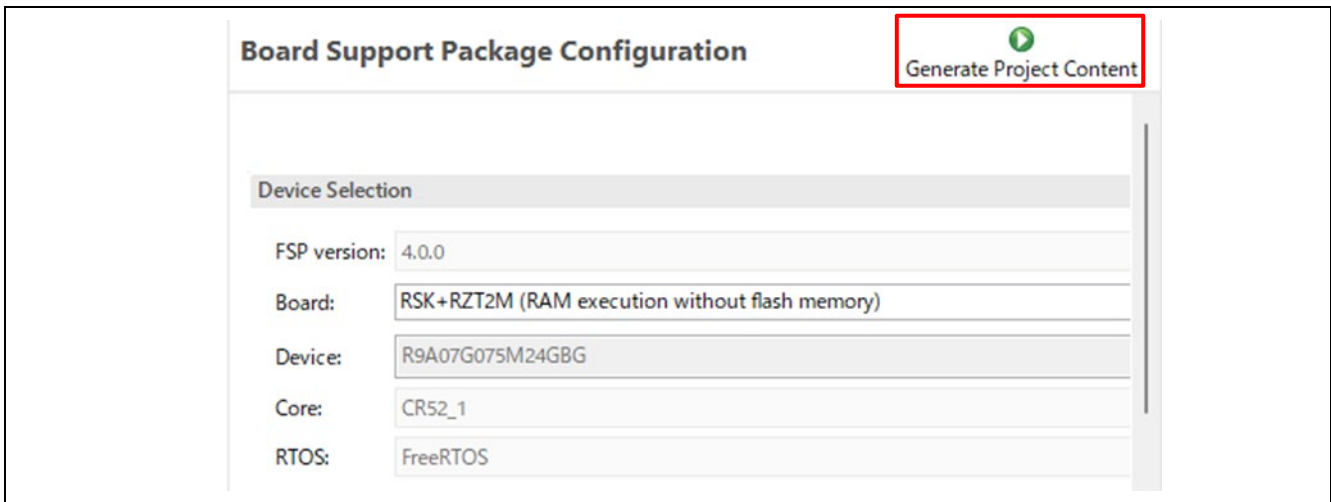 Board Support Package Configuration
Generate Project Content
Device Selection
FSP version: 4.0.0
Board: RSK+RZT2M (RAM execution without flash memory)
Device: R9A07G075M24GBG
Core: CR52_1
RTOS: FreeRTOS